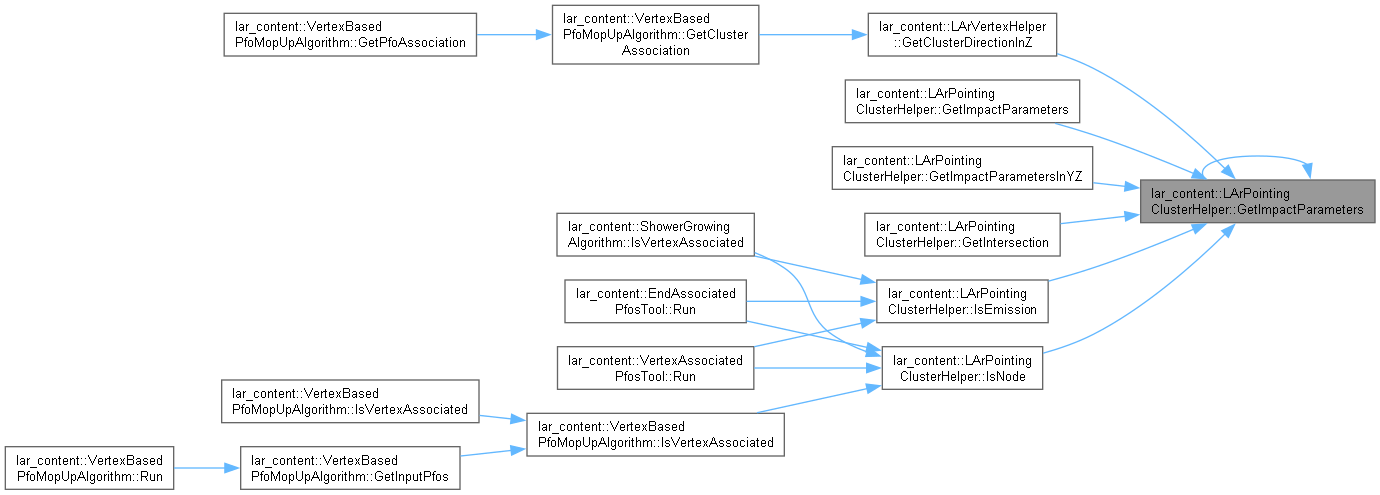 lar_content::VertexBased
PfoMopUpAlgorithm::GetPfoAssociation
lar_content::VertexBased
PfoMopUpAlgorithm::GetCluster
Association
lar_content::LArVertexHelper
::GetClusterDirectionInZ
lar_content::LArPointing
ClusterHelper::GetImpactParameters
lar_content::LArPointing
ClusterHelper::GetImpactParametersInYZ
lar_content::LArPointing
ClusterHelper::GetImpactParameters
lar_content::ShowerGrowing
Algorithm::IsVertexAssociated
lar_content::LArPointing
ClusterHelper::GetIntersection
lar_content::EndAssociated
PfosTool::Run
lar_content::LArPointing
ClusterHelper::IsEmission
lar_content::VertexAssociated
PfosTool::Run
lar_content::LArPointing
ClusterHelper::IsNode
lar_content::VertexBased
PfoMopUpAlgorithm::IsVertexAssociated
lar_content::VertexBased
PfoMopUpAlgorithm::IsVertexAssociated
lar_content::VertexBased
PfoMopUpAlgorithm::Run
lar_content::VertexBased
PfoMopUpAlgorithm::GetInputPfos